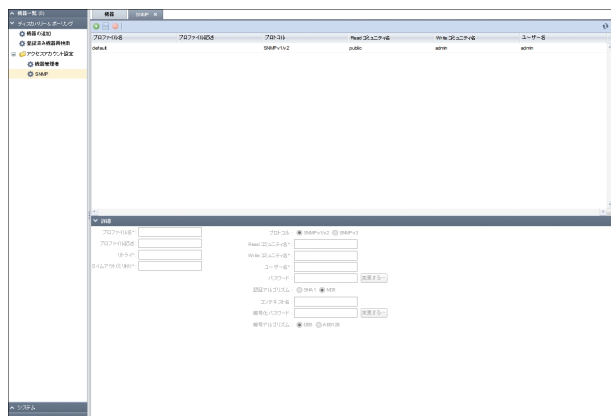 機器一覧 (0)
ディスカバリー＆ポーリング
機器の追加
登録済み機器再検索
アクセスアカウント設定
機器管理者
SNMP
システム
機器
SNMP
プロファイル名 プロファイル記述 プロトコル Read コミュニティ名 Write コミュニティ名 ユーザー名
default SNMPv1/v2 public admin admin
詳細
プロファイル名*:
プロファイル記述:
リトライ*:
タイムアウト(ミリ秒)*:
プロトコル: SNMPv1/v2 SNMPv3
Read コミュニティ名*:
Write コミュニティ名*:
ユーザー名*:
パスワード: 変更する...
認証アルゴリズム: SHA1 MD5
コンテキスト名:
暗号化パスワード: 変更する...
暗号アルゴリズム: DES AES128